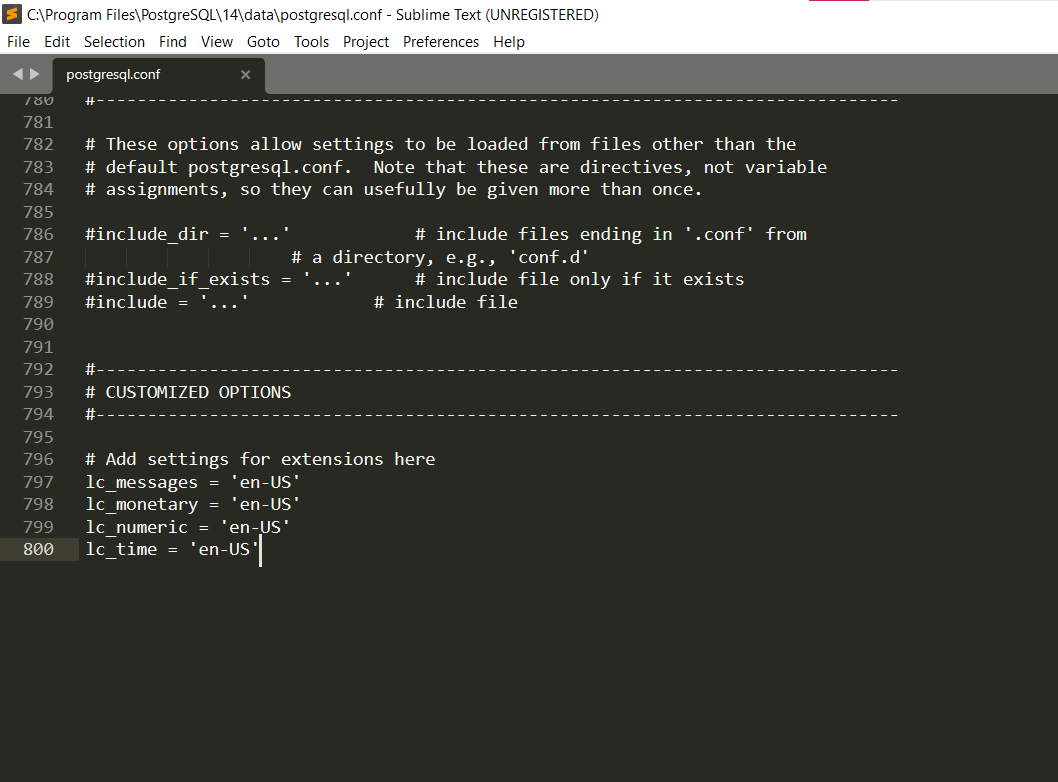 C:\Program Files\PostgreSQL\14\data\postgresql.conf - Sublime Text (UNREGISTERED)
File Edit Selection Find View Goto Tools Project Preferences Help
postgresql.conf ×
780 #------------------------------------------------------------------------------
781
782 # These options allow settings to be loaded from files other than the
783 # default postgresql.conf.  Note that these are directives, not variable
784 # assignments, so they can usefully be given more than once.
785
786 #include_dir = '...'            # include files ending in '.conf' from
787                     # a directory, e.g., 'conf.d'
788 #include_if_exists = '...'      # include file only if it exists
789 #include = '...'            # include file
790
791
792 #------------------------------------------------------------------------------
793 # CUSTOMIZED OPTIONS
794 #------------------------------------------------------------------------------
795
796 # Add settings for extensions here
797 lc_messages = 'en-US'
798 lc_monetary = 'en-US'
799 lc_numeric = 'en-US'
800 lc_time = 'en-US'